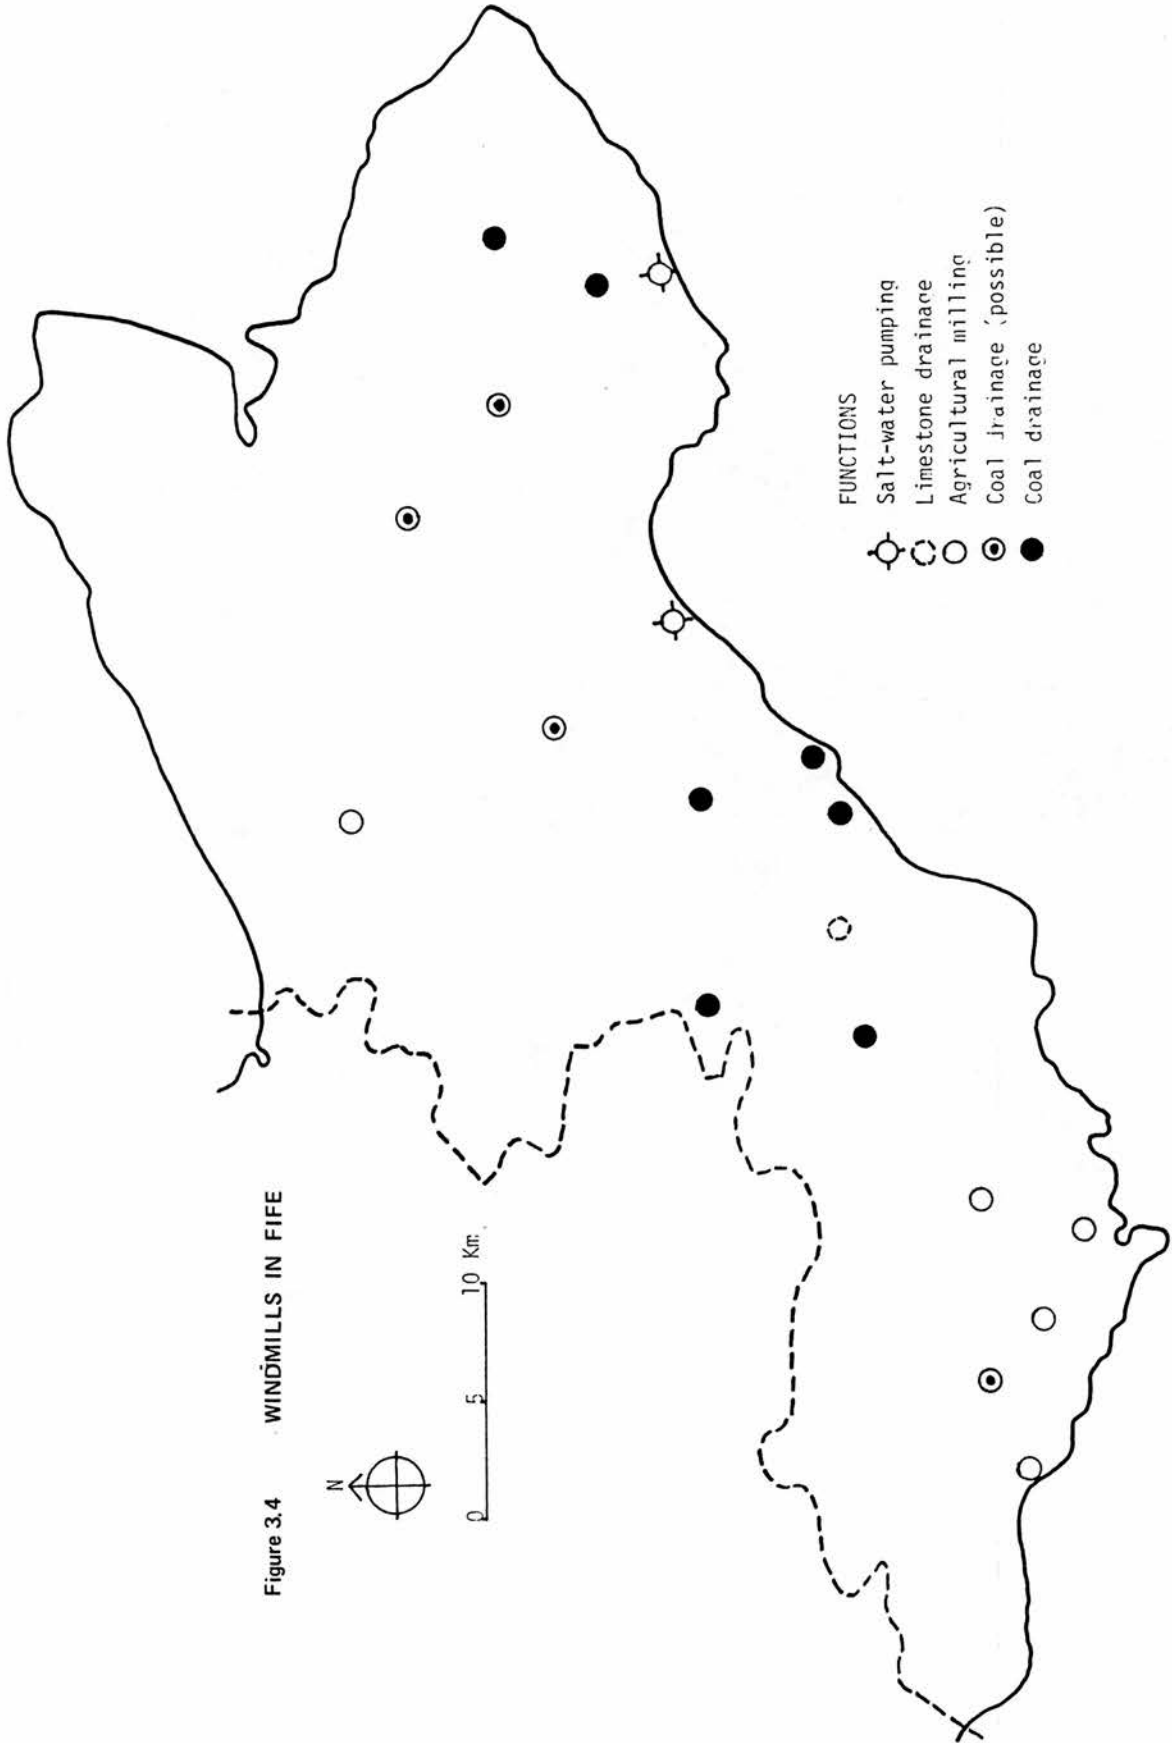 Figure 3.4 WINDMILLS IN FIFE
N
0 5 10 Km
FUNCTIONS
Salt-water pumping
Limestone drainage
Agricultural milling
Coal drainage (possible)
Coal drainage